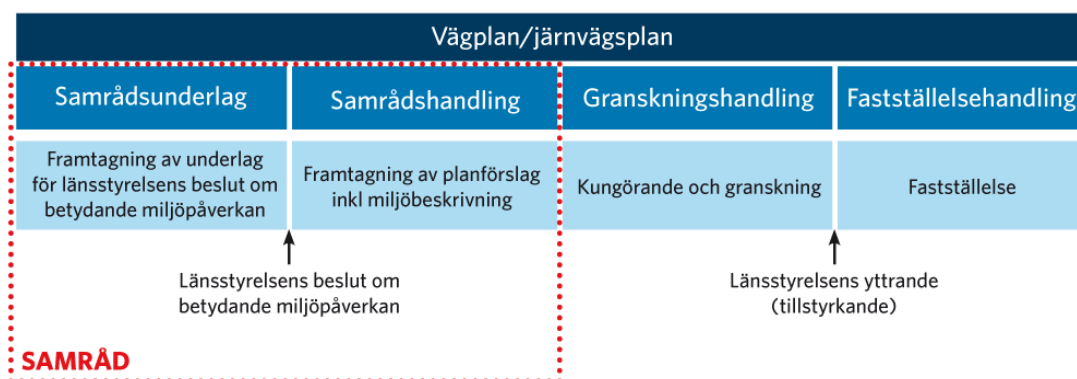 Vägplan/järnvägsplan
Samrådsunderlag
Samrådshandling
Granskningshandling
Fastställelsehandling
Framtagning av underlag
för länsstyrelsens beslut om
betydande miljöpåverkan
Framtagning av planförslag
inkl miljöbeskrivning
Kungörande och granskning
Fastställelse
Länsstyrelsens beslut om
betydande miljöpåverkan
Länsstyrelsens yttrande
(tillstyrkande)
SAMRÅD